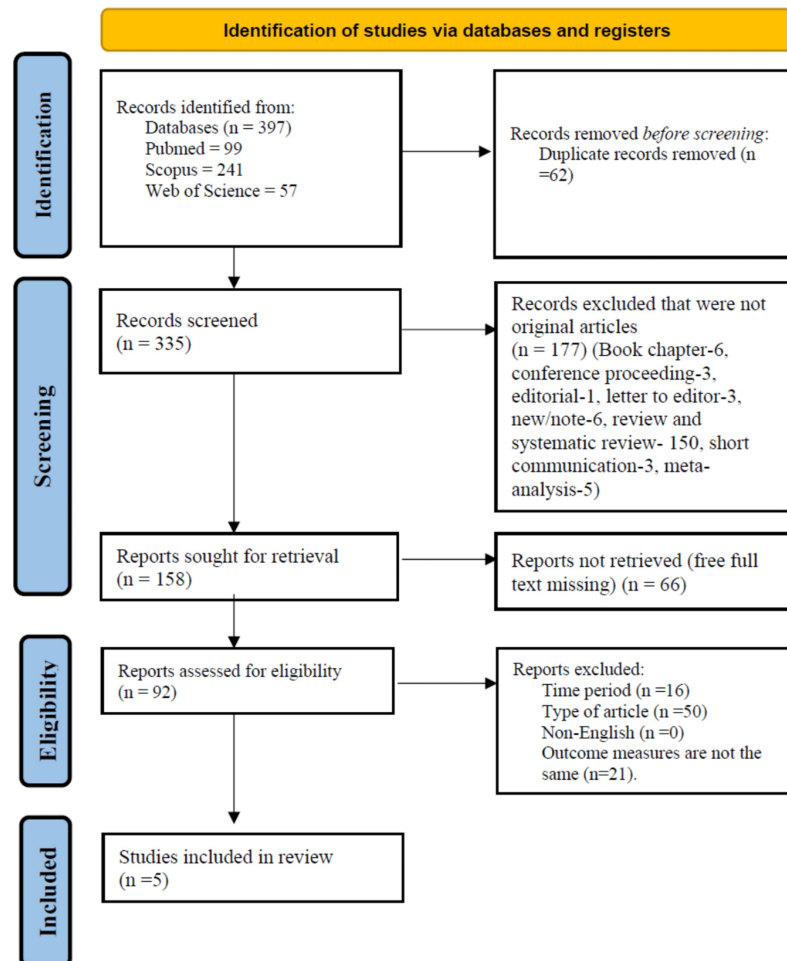 Identification of studies via databases and registers
Identification
Records identified from:
Databases (n = 397)
Pubmed = 99
Scopus = 241
Web of Science = 57
Records removed before screening:
Duplicate records removed (n
=62)
Screening
Records screened
(n = 335)
Records excluded that were not
original articles
(n = 177) (Book chapter-6,
conference proceeding-3,
editorial-1, letter to editor-3,
new/note-6, review and
systematic review- 150, short
communication-3, meta-
analysis-5)
Reports sought for retrieval
(n = 158)
Reports not retrieved (free full
text missing) (n = 66)
Eligibility
Reports assessed for eligibility
(n = 92)
Reports excluded:
Time period (n =16)
Type of article (n =50)
Non-English (n =0)
Outcome measures are not the
same (n=21).
Included
Studies included in review
(n =5)